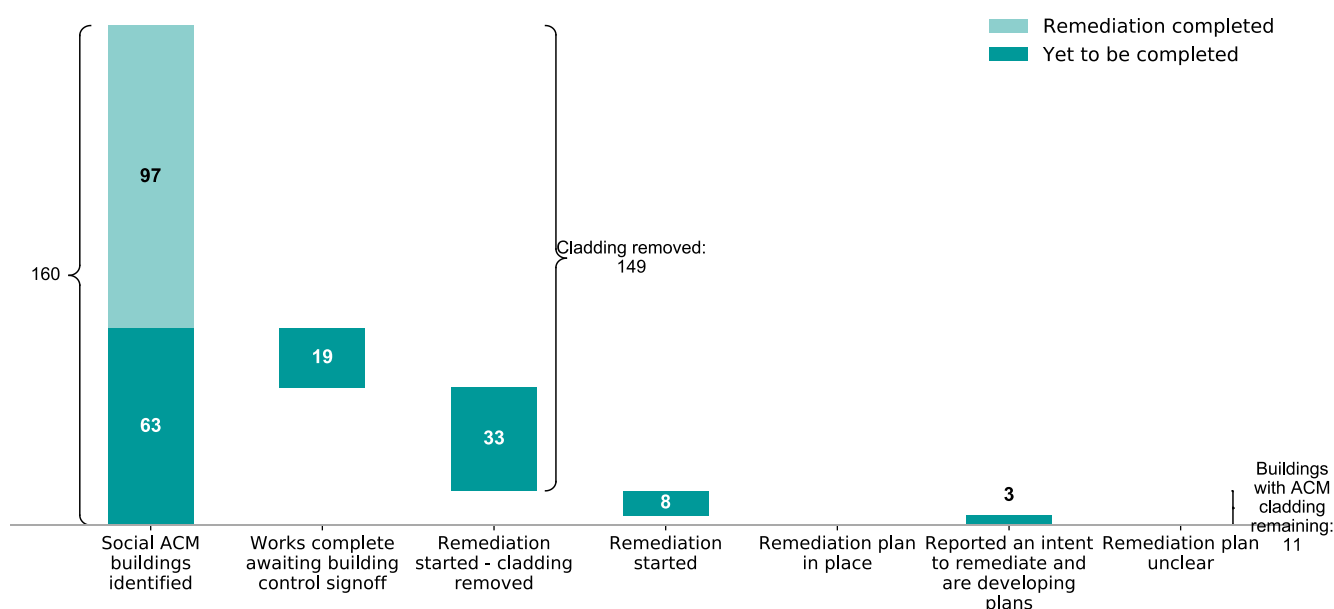 Remediation completed
Yet to be completed
97
160
63
19
33
Cladding removed:
149
8
3
Buildings
with ACM
cladding
remaining:
11
Social ACM
buildings
identified
Works complete
awaiting building
control signoff
Remediation
started - cladding
removed
Remediation
started
Remediation plan
in place
Reported an intent
to remediate and
are developing
plans
Remediation plan
unclear